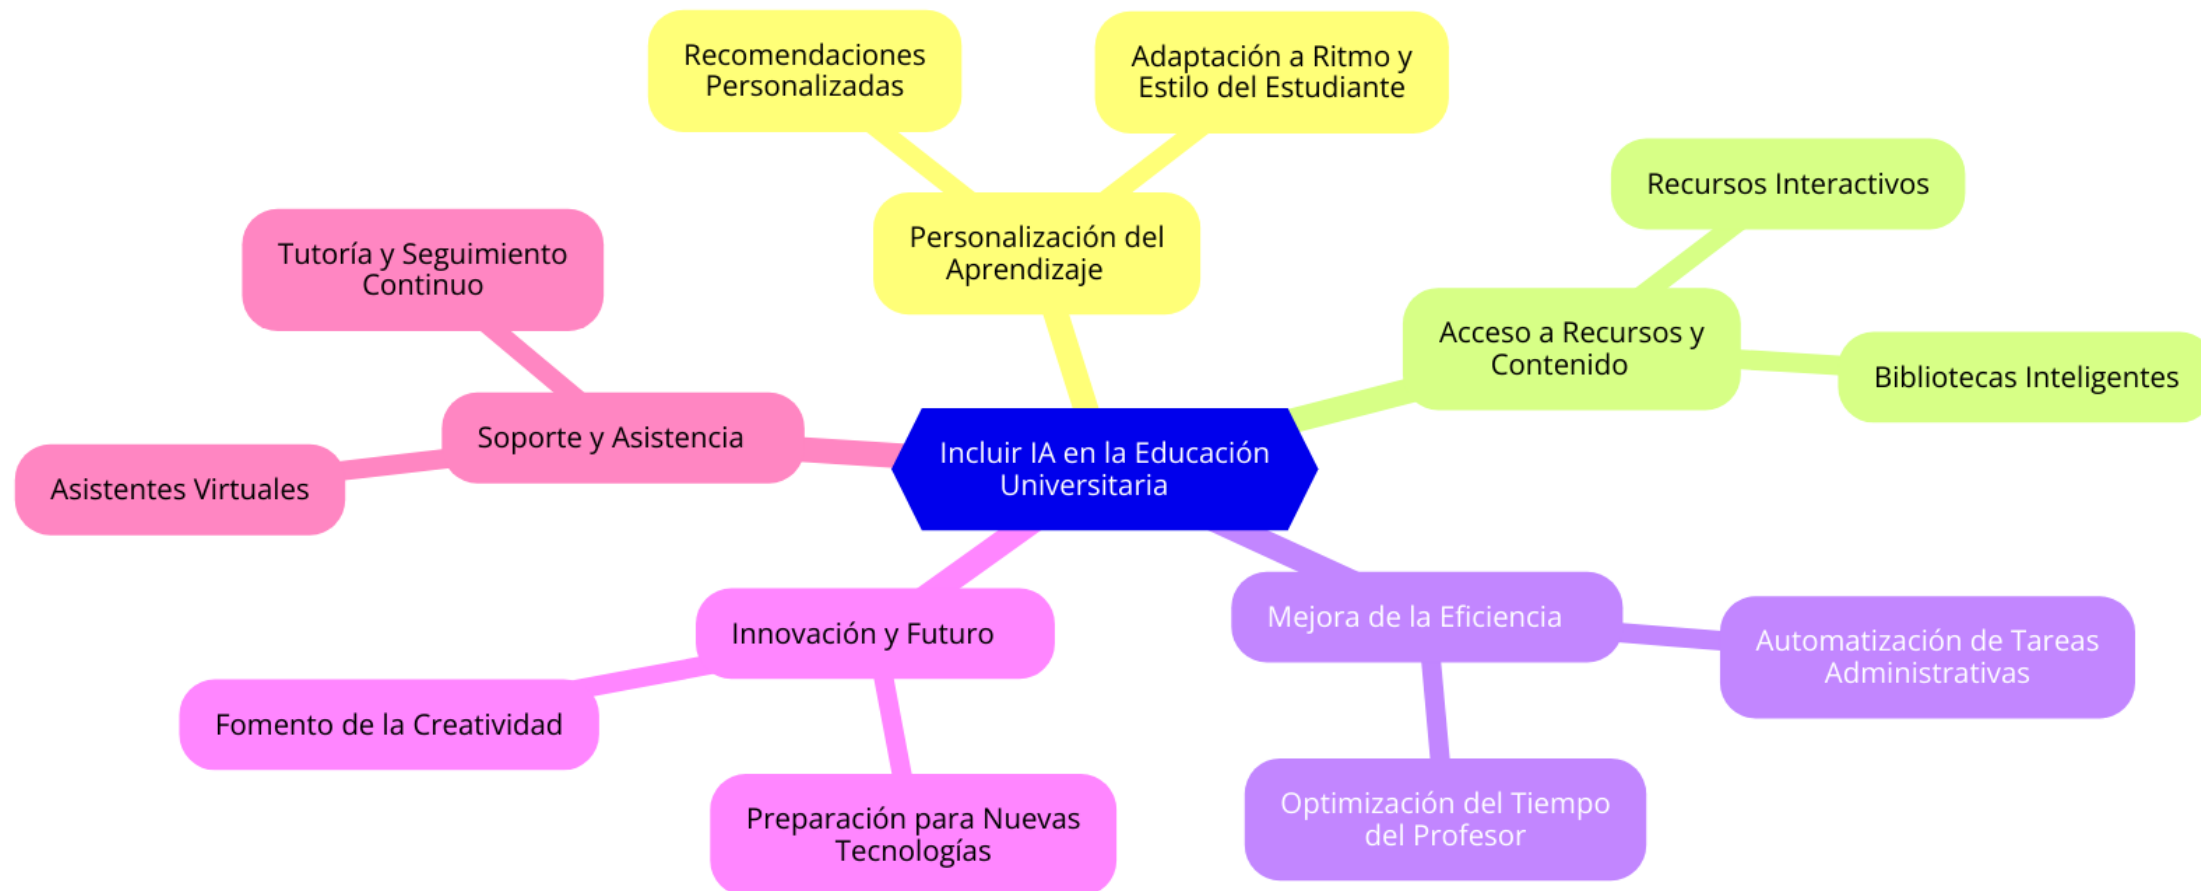 Recomendaciones
Personalizadas
Adaptación a Ritmo y
Estilo del Estudiante
Personalización del
Aprendizaje
Recursos Interactivos
Acceso a Recursos y
Contenido
Bibliotecas Inteligentes
Tutoría y Seguimiento
Continuo
Soporte y Asistencia
Asistentes Virtuales
Incluir IA en la Educación
Universitaria
Innovación y Futuro
Fomento de la Creatividad
Preparación para Nuevas
Tecnologías
Mejora de la Eficiencia
Automatización de Tareas
Administrativas
Optimización del Tiempo
del Profesor